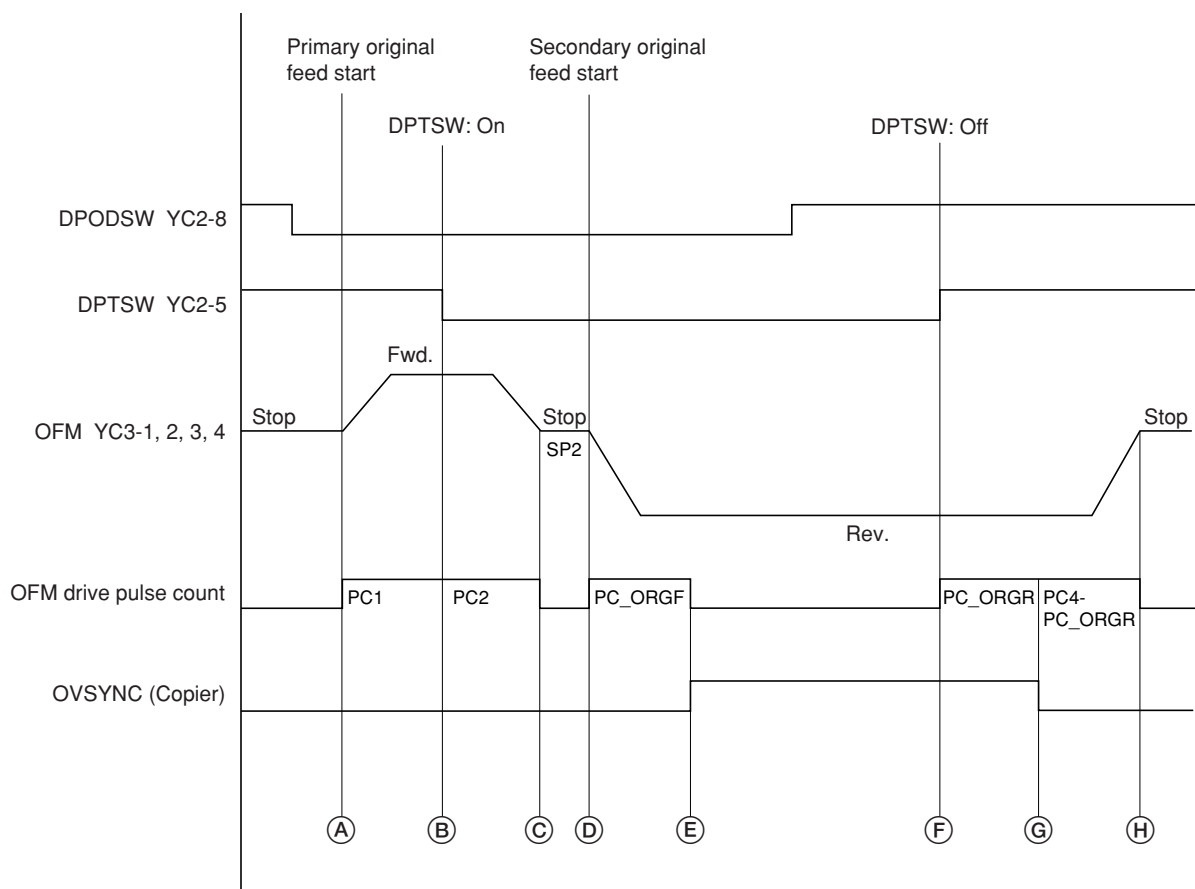 Primary original
feed start
Secondary original
feed start
DPTSW: On
DPTSW: Off
DPODSW YC2-8
DPTSW YC2-5
Fwd.
OFM YC3-1, 2, 3, 4
Stop
Stop
Stop
SP2
Rev.
OFM drive pulse count
PC1
PC2
PC_ORGF
PC_ORGR
PC4-
PC_ORGR
OVSYNC (Copier)
A
B
C
D
E
F
G
H